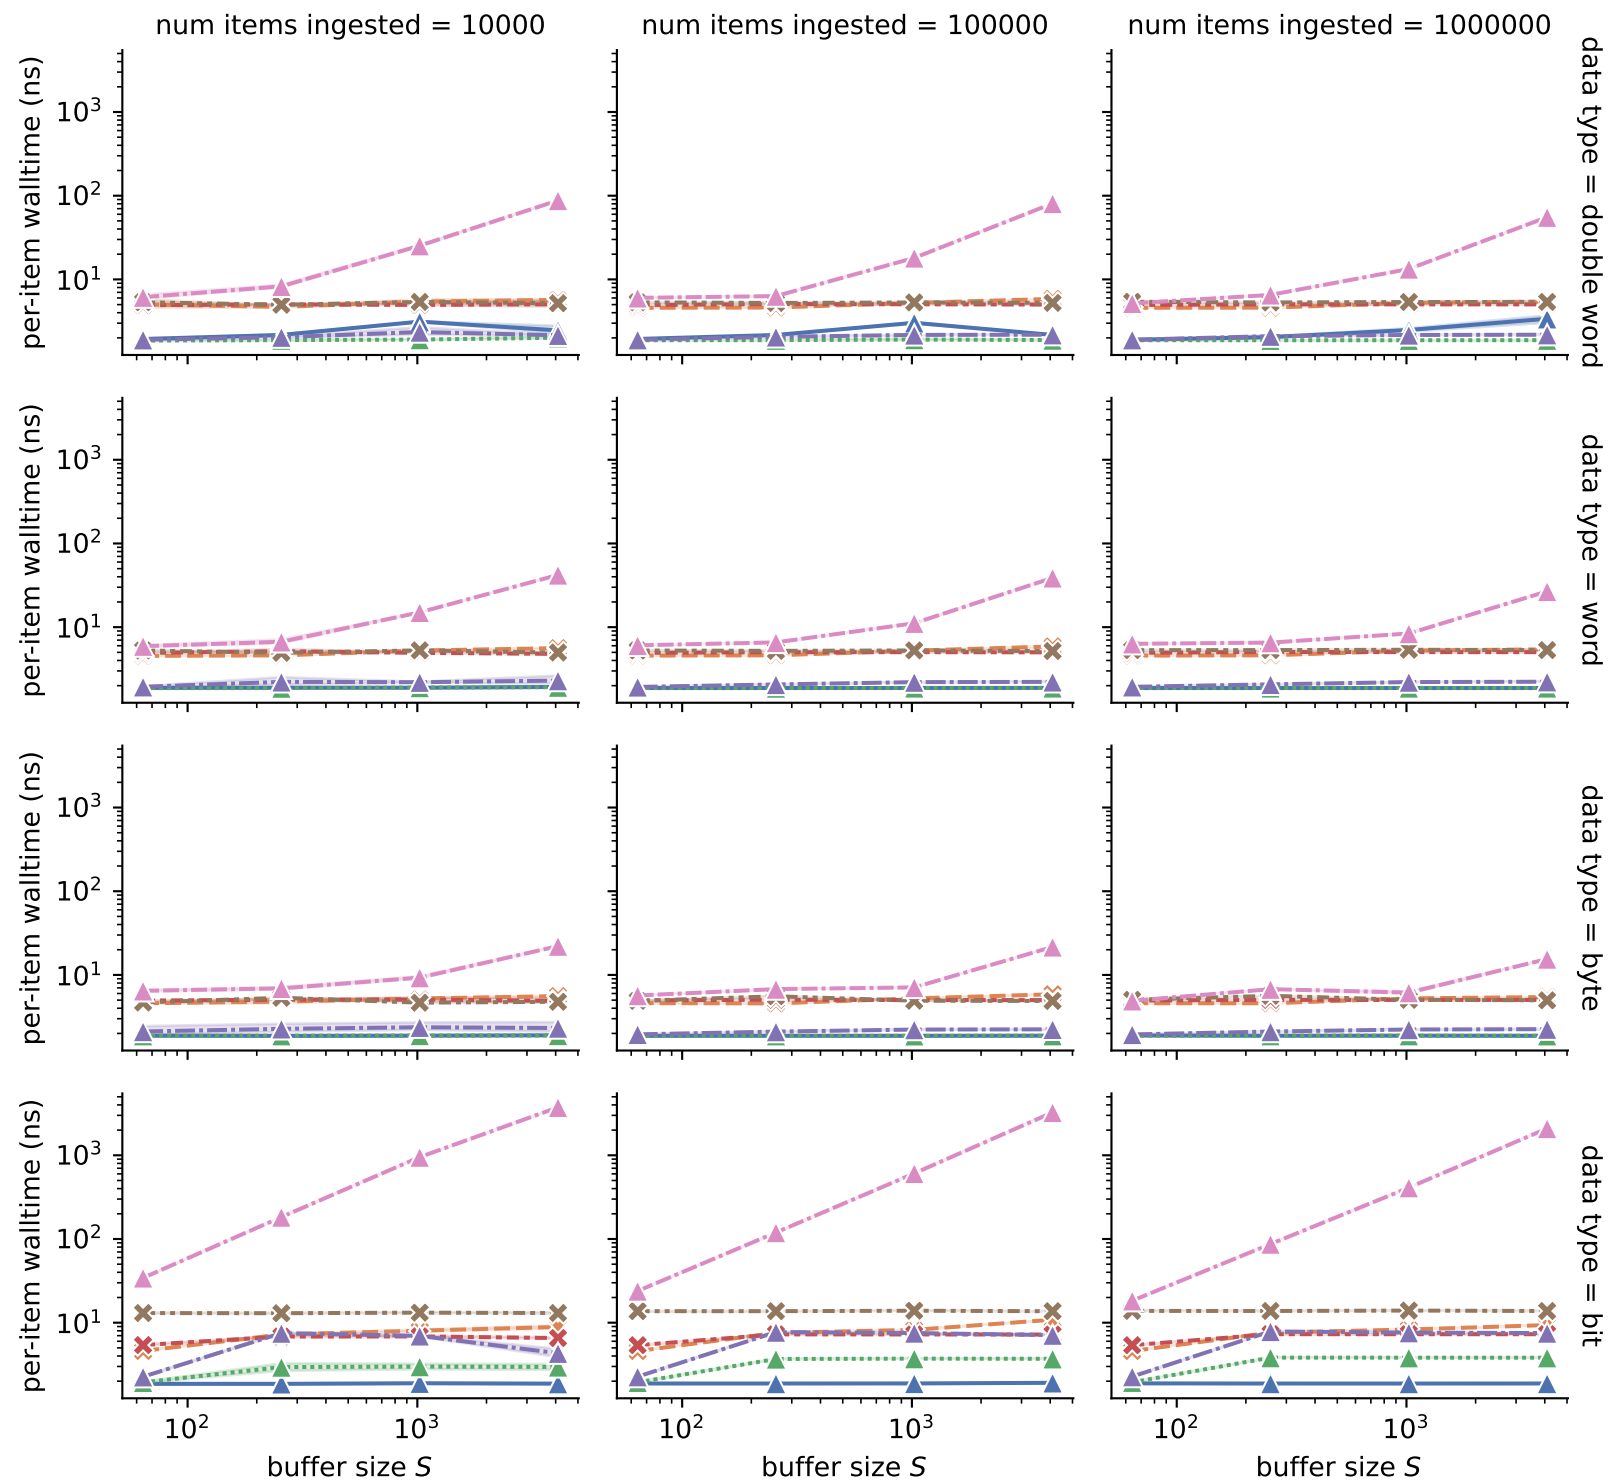 num items ingested = 10000
num items ingested = 100000
num items ingested = 1000000
per-item walltime (ns)
10³
10²
10¹
data type = double word
per-item walltime (ns)
10³
10²
10¹
data type = word
per-item walltime (ns)
10³
10²
10¹
data type = byte
per-item walltime (ns)
10³
10²
10¹
data type = bit
10² 10³
10² 10³
10² 10³
buffer size S
buffer size S
buffer size S